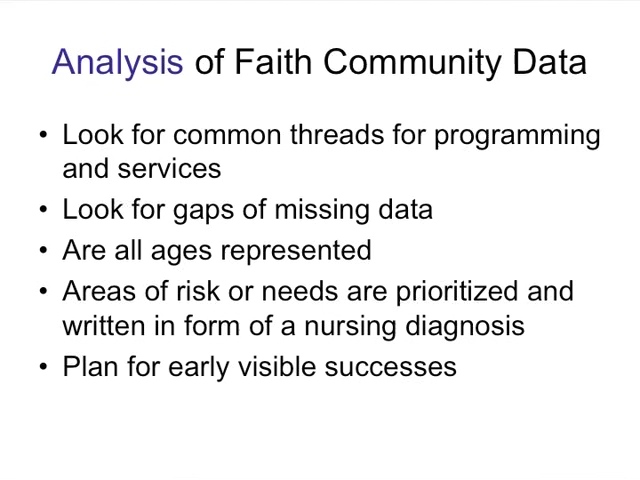 Analysis of Faith Community Data
• Look for common threads for programming
and services
• Look for gaps of missing data
• Are all ages represented
• Areas of risk or needs are prioritized and
written in form of a nursing diagnosis
• Plan for early visible successes